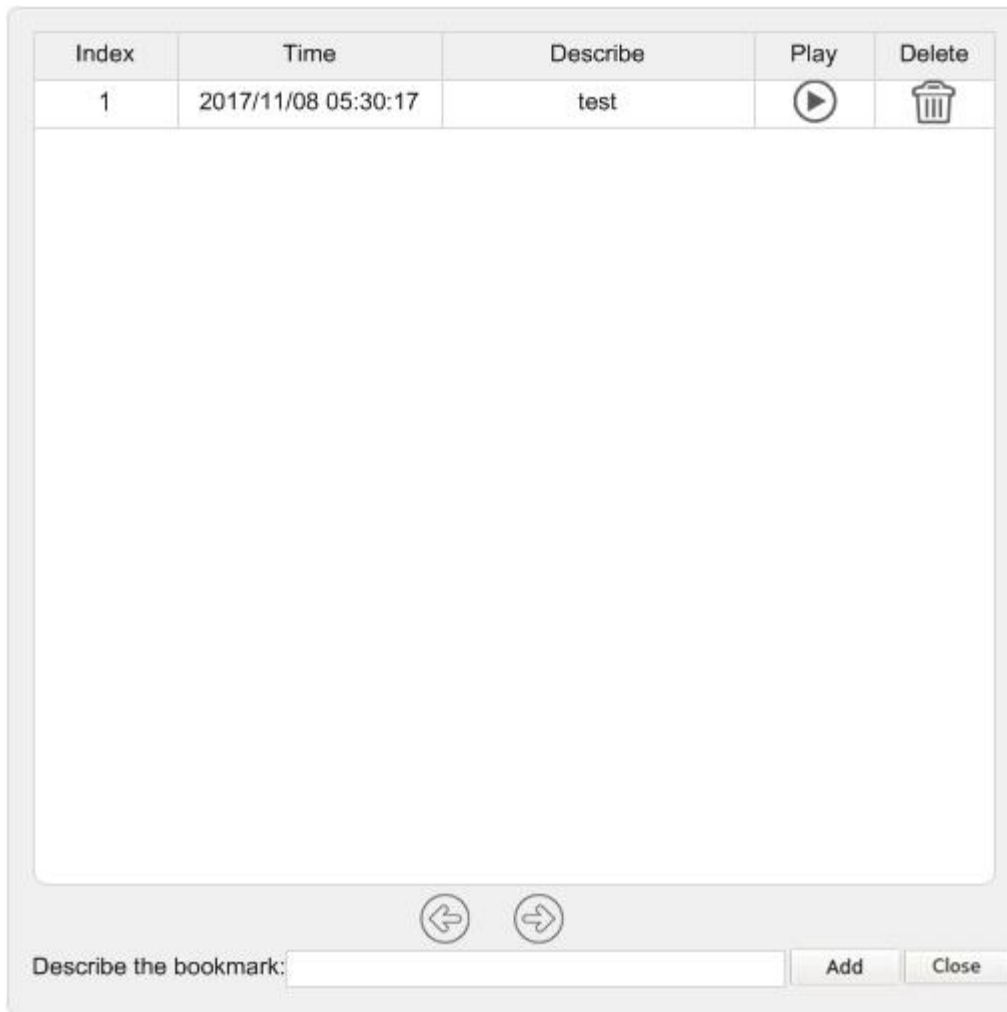 Index Time Describe Play Delete
1 2017/11/08 05:30:17 test
Describe the bookmark: Add Close